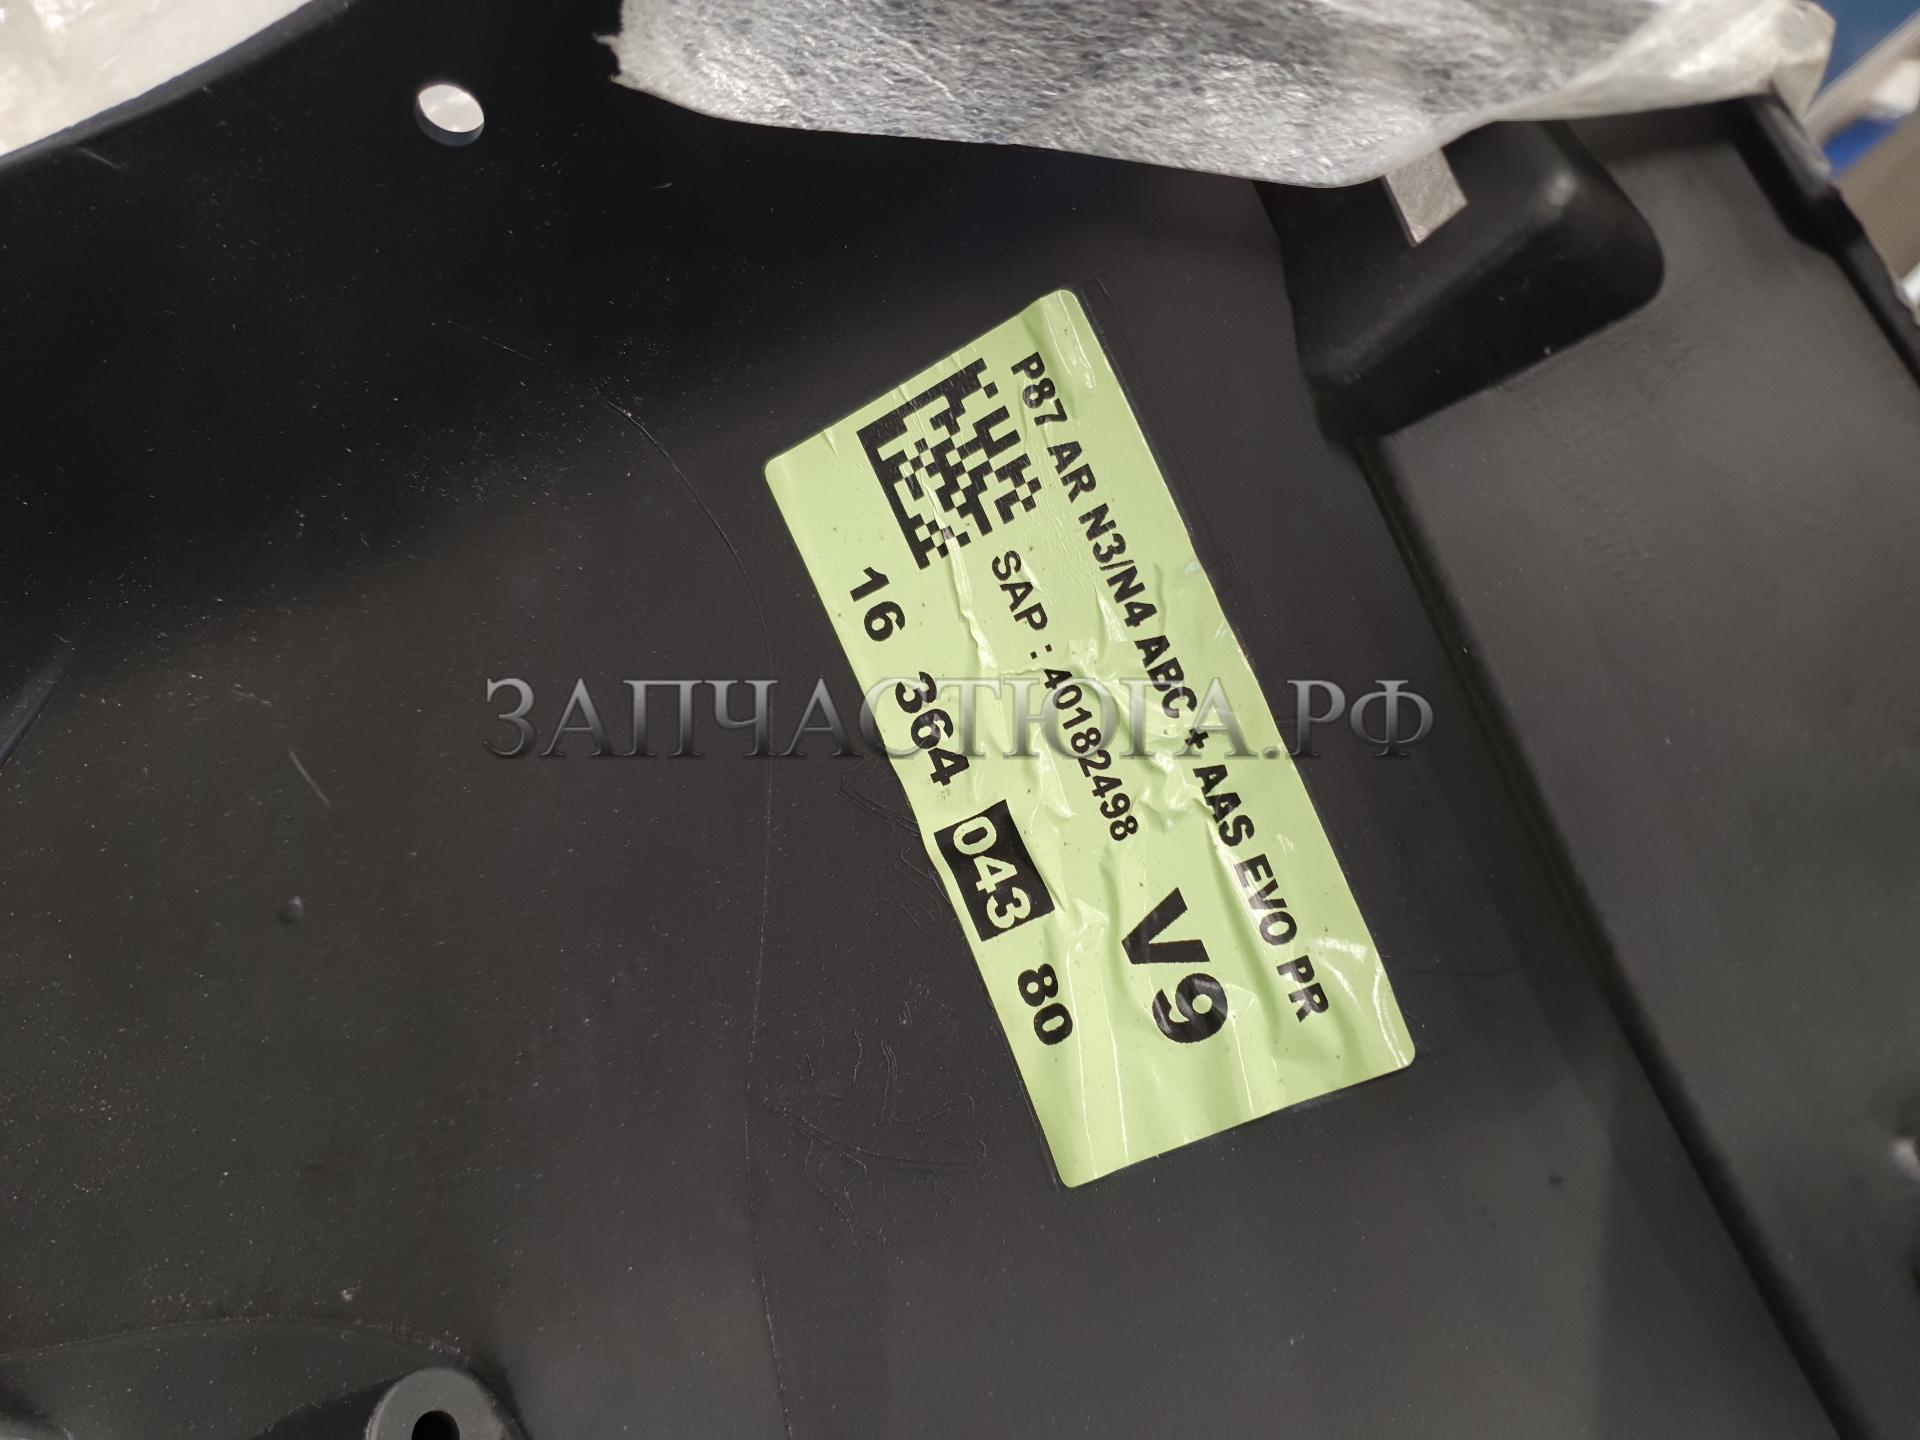 P87 AR N3/N4 ABC + AAS EVO PR
SAP : 40182498
V9
16 364 043 80
ЗАПЧАСТЮГА.РФ